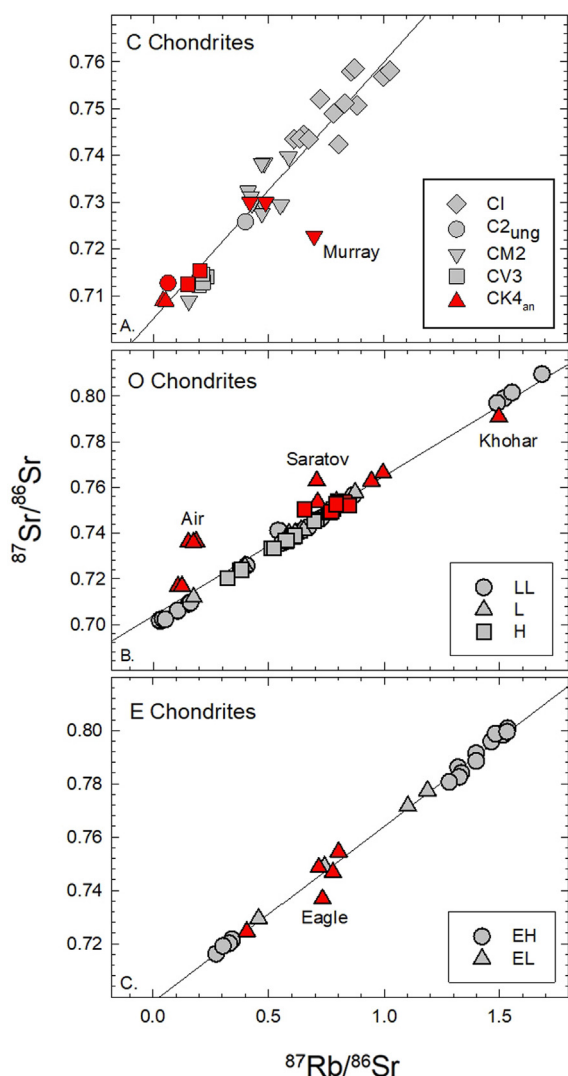 C Chondrites
0.76
0.75
0.74
0.73
0.72
0.71
Murray
CI
C2ung
CM2
CV3
CK4an
A.
O Chondrites
0.80
0.78
0.76
0.74
0.72
0.70
Khohar
Saratov
Air
LL
L
H
B.
⁸⁷Sr/⁸⁶Sr
E Chondrites
0.80
0.78
0.76
0.74
0.72
Eagle
EH
EL
C.
0.0 0.5 1.0 1.5
⁸⁷Rb/⁸⁶Sr